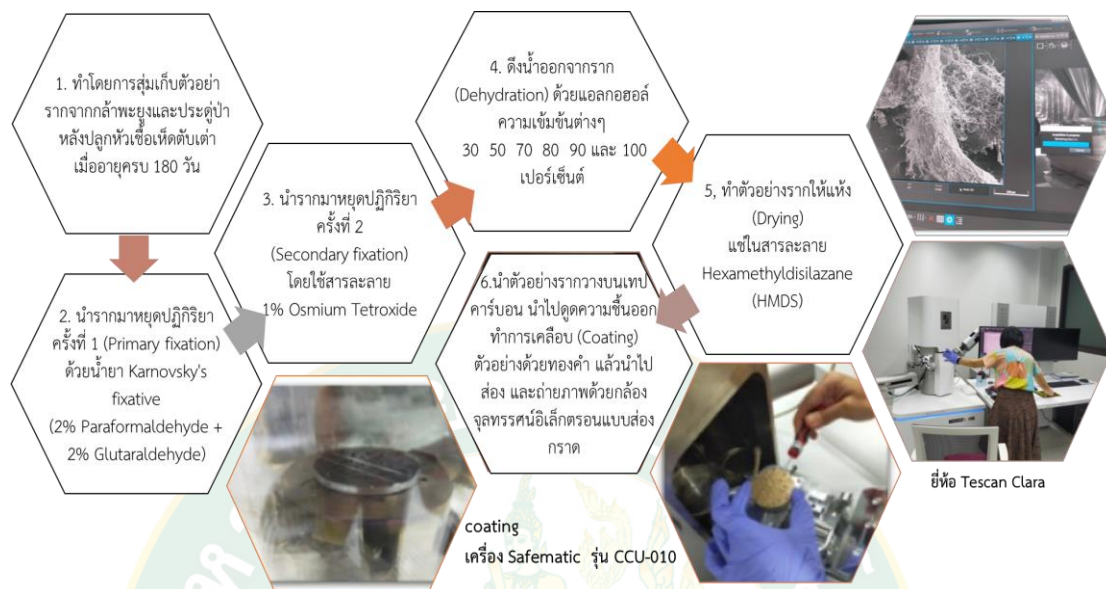 1. ทำโดยการสุ่มเก็บตัวอย่า
รากจากกล้าพะยูงและประดู่ป่า
หลังปลูกหัวเชื้อเห็ดตับเต่า
เมื่ออายุครบ 180 วัน
2. นำรากมาหยุดปฏิกิริยา
ครั้งที่ 1 (Primary fixation)
ด้วยน้ำยา Karnovsky's
fixative
(2% Paraformaldehyde +
2% Glutaraldehyde)
3. นำรากมาหยุดปฏิกิริยา
ครั้งที่ 2
(Secondary fixation)
โดยใช้สารละลาย
1% Osmium Tetroxide
4. ดึงน้ำออกจากราก
(Dehydration) ด้วยแอลกอฮอล์
ความเข้มข้นต่างๆ
30 50 70 80 90 และ 100
เปอร์เซ็นต์
5, ทำตัวอย่างรากให้แห้ง
(Drying)
แช่ในสารละลาย
Hexamethyldisilazane
(HMDS)
6.นำตัวอย่างรากวางบนเทป
คาร์บอน นำไปดูดความชื้นออก
ทำการเคลือบ (Coating)
ตัวอย่างด้วยทองคำ แล้วนำไป
ส่อง และถ่ายภาพด้วยกล้อง
จุลทรรศน์อิเล็กตรอนแบบส่อง
กราด
coating
เครื่อง Safematic รุ่น CCU-010
ยี่ห้อ Tescan Clara